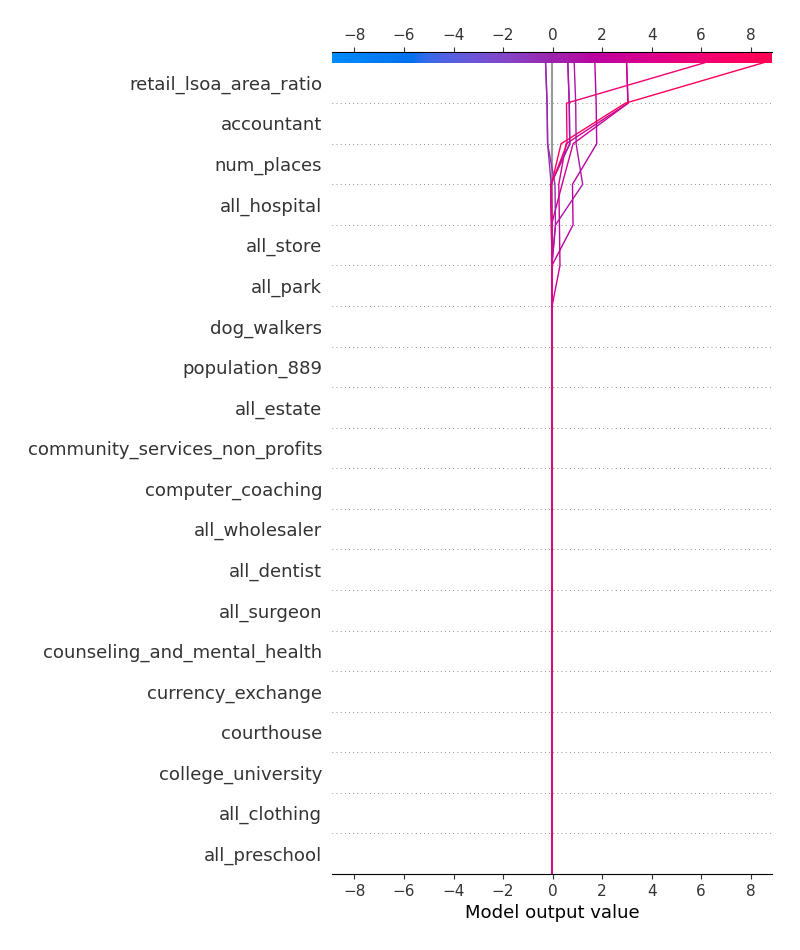 −8 −6 −4 −2 0 2 4 6 8
retail_lsoa_area_ratio
accountant
num_places
all_hospital
all_store
all_park
dog_walkers
population_889
all_estate
community_services_non_profits
computer_coaching
all_wholesaler
all_dentist
all_surgeon
counseling_and_mental_health
currency_exchange
courthouse
college_university
all_clothing
all_preschool
−8 −6 −4 −2 0 2 4 6 8
Model output value